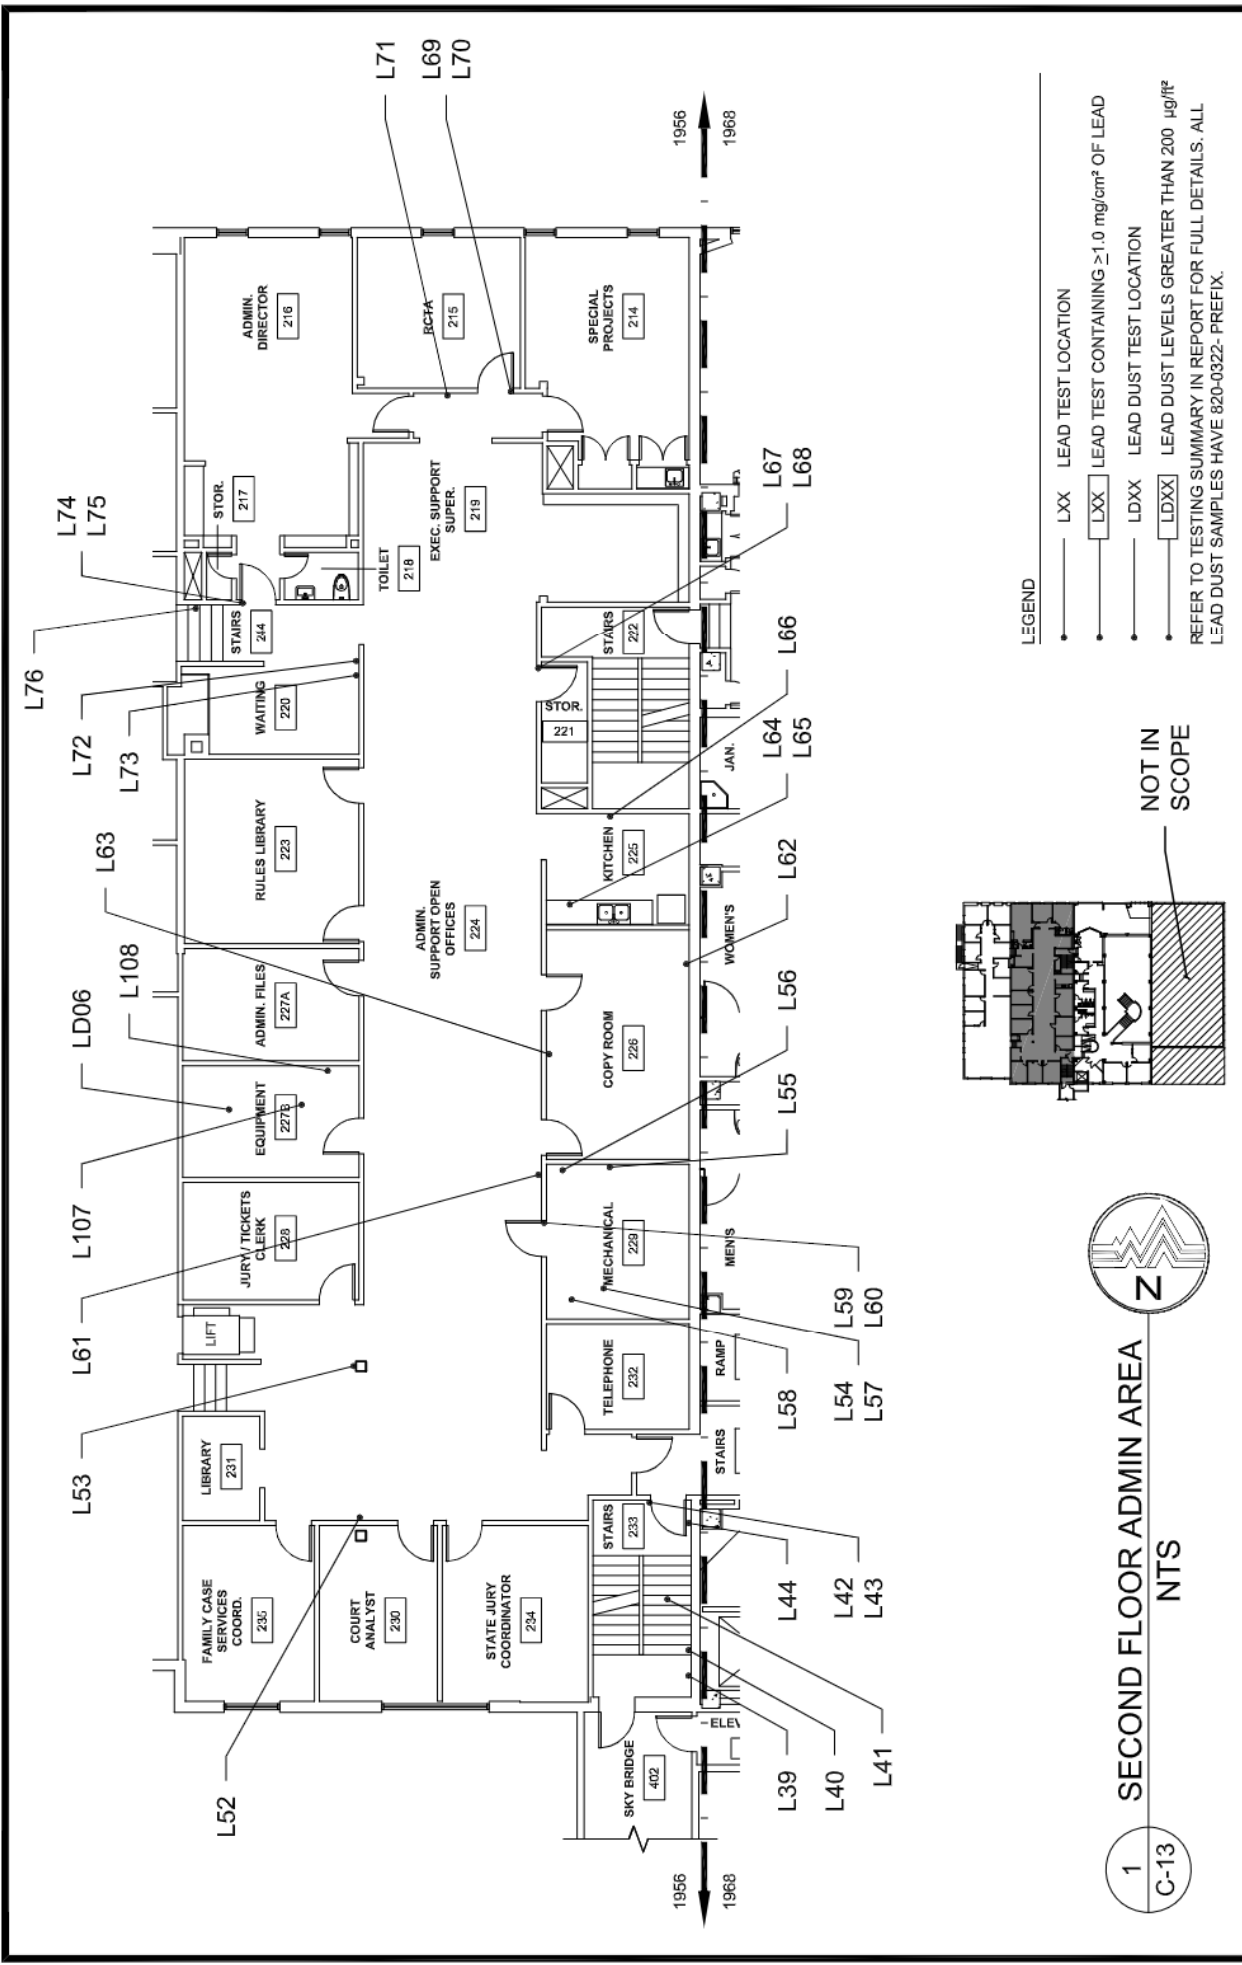 L76
L74
L75
L71
L69
L70
L72
L73
L63
L108
LD06
L107
L61
L53
L52
ADMIN.
DIRECTOR
216
RCTA
215
SPECIAL
PROJECTS
214
STOR.
217
TOILET
218
EXEC. SUPPORT
SUPER.
219
STAIRS
244
WAITING
220
STAIRS
222
STOR.
221
RULES LIBRARY
223
ADMIN.
SUPPORT OPEN
OFFICES
224
KITCHEN
225
ADMIN. FILES
227A
EQUIPMENT
227B
COPY ROOM
226
JURY / TICKETS
CLERK
228
MECHANICAL
229
LIFT
TELEPHONE
232
LIBRARY
231
STAIRS
233
FAMILY CASE
SERVICES
COORD.
235
COURT
ANALYST
230
STATE JURY
COORDINATOR
234
SKY BRIDGE
402
JAN.
WOMEN'S
MEN'S
RAMP
STAIRS
ELEV
1956
1968
1956
1968
L67
L68
L66
L64
L65
L62
L56
L55
L59
L60
L58
L54
L57
L44
L42
L43
L39
L40
L41
LEGEND
LXX LEAD TEST LOCATION
LXX LEAD TEST CONTAINING ≥1.0 mg/cm² OF LEAD
LDXX LEAD DUST TEST LOCATION
LDXX LEAD DUST LEVELS GREATER THAN 200 µg/ft²
REFER TO TESTING SUMMARY IN REPORT FOR FULL DETAILS. ALL
LEAD DUST SAMPLES HAVE 820-0322- PREFIX.
NOT IN
SCOPE
N
1
C-13
SECOND FLOOR ADMIN AREA
NTS